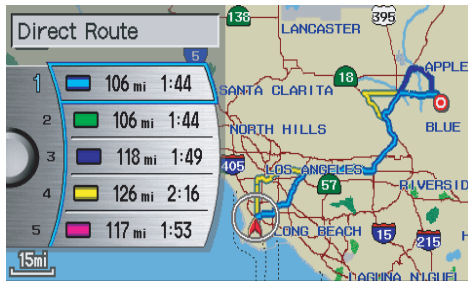 Direct Route
1 106 mi 1:44
2 106 mi 1:44
3 118 mi 1:49
4 126 mi 2:16
5 117 mi 1:53
15mi
5
138
395
LANCASTER
18
APPLE
SANTA CLARITA
NORTH HILLS
BLUE
405
LOS ANGELES
57
RIVERSID
LONG BEACH
15
215
H
LAGUNA NIGUEL